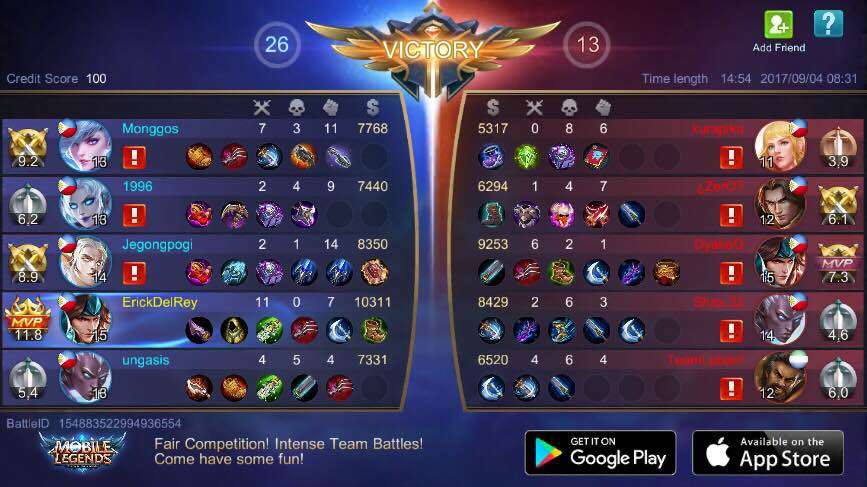 26
VICTORY
13
Add Friend
Credit Score 100
Time length 14:54 2017/09/04 08:31
Monggos 7 3 11 7768
9.2 13
1996 2 4 9 7440
6,2 13
Jegongpogi 2 1 14 8350
8.9 14
ErickDelRey 11 0 7 10311
MVP 11.8 15
ungasis 4 5 4 7331
5,4 13
5317 0 8 6 kurapika
11 3,9
6294 1 4 7 ¿ZerO?
12 6.1
9253 6 2 1
15 MVP 7.3
8429 2 6 3
14 4,6
6520 4 6 4
12 6,0
BattleID 154883522994936554
MOBILE LEGENDS
Fair Competition! Intense Team Battles!
Come have some fun!
GET IT ON
Google Play
Available on the
App Store